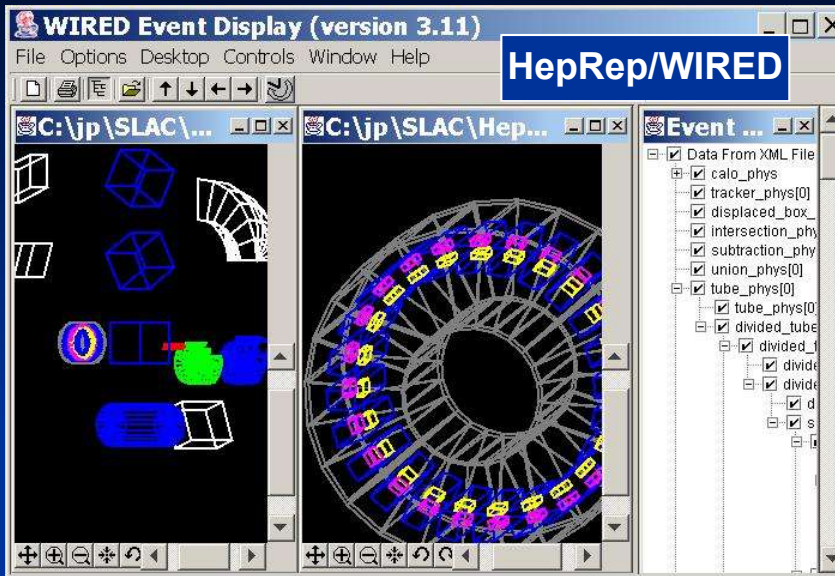 WIRED Event Display (version 3.11)
File Options Desktop Controls Window Help
HepRep/WIRED
C:\jp\SLAC\...
C:\jp\SLAC\Hep...
Event ...
Data From XML File
calo_phys
tracker_phys[0]
displaced_box_
intersection_phy
subtraction_phy
union_phys[0]
tube_phys[0]
tube_phys[0
divided_tube
divided_t
divide
divide
d
s